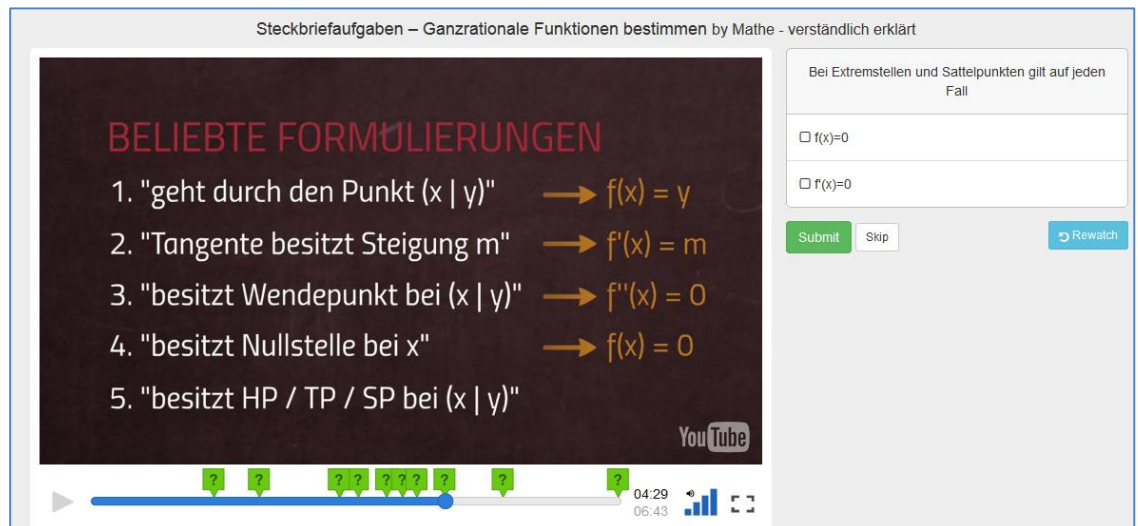 Steckbriefaufgaben – Ganzrationale Funktionen bestimmen by Mathe - verständlich erklärt
BELIEBTE FORMULIERUNGEN
1. "geht durch den Punkt (x | y)" → f(x) = y
2. "Tangente besitzt Steigung m" → f'(x) = m
3. "besitzt Wendepunkt bei (x | y)" → f''(x) = 0
4. "besitzt Nullstelle bei x" → f(x) = 0
5. "besitzt HP / TP / SP bei (x | y)"
YouTube
? ? ? ? ? ? ? ? ? ?
04:29
06:43
Bei Extremstellen und Sattelpunkten gilt auf jeden
Fall
f(x)=0
f'(x)=0
Submit Skip Rewatch